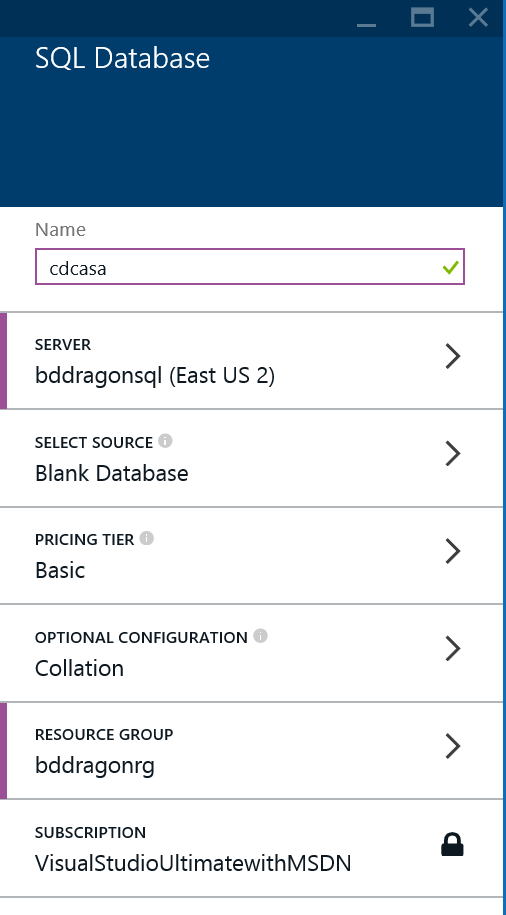 SQL Database
Name
cdcasa
SERVER
bddragonsql (East US 2)
SELECT SOURCE
Blank Database
PRICING TIER
Basic
OPTIONAL CONFIGURATION
Collation
RESOURCE GROUP
bddragonrg
SUBSCRIPTION
VisualStudioUltimatewithMSDN